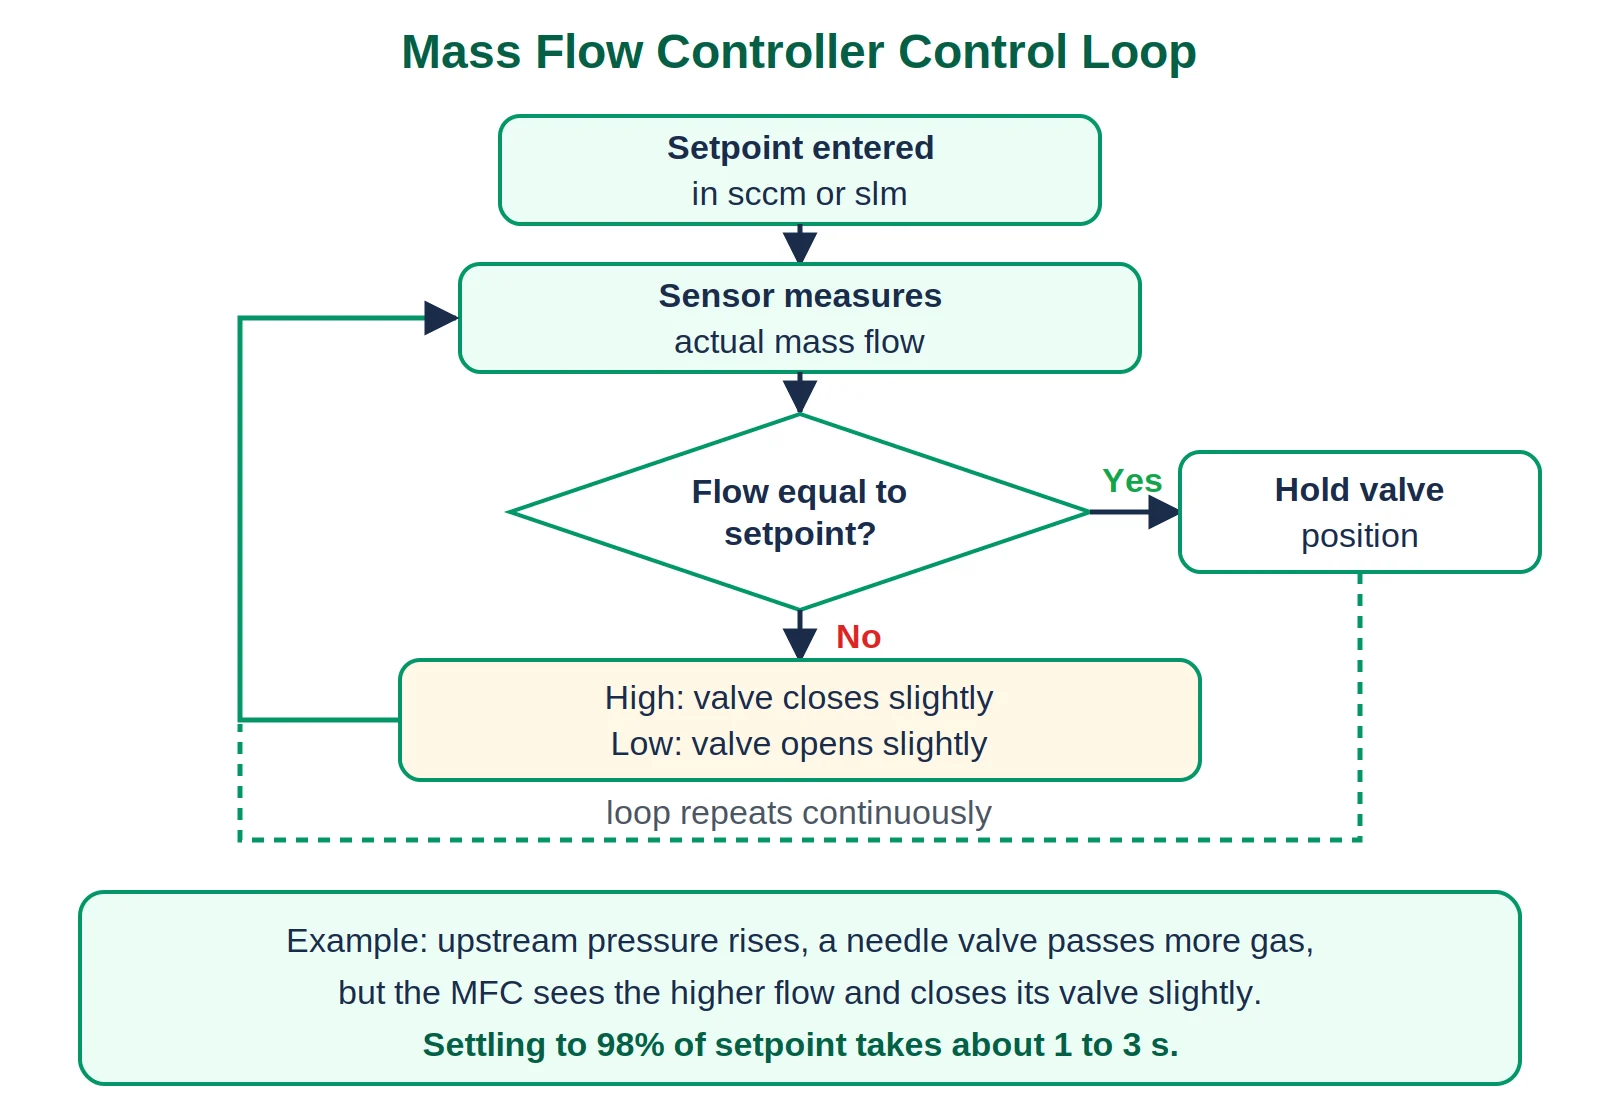 Mass Flow Controller Control Loop
Setpoint entered
in sccm or slm
Sensor measures
actual mass flow
Flow equal to
setpoint?
Yes
Hold valve
position
No
High: valve closes slightly
Low: valve opens slightly
loop repeats continuously
Example: upstream pressure rises, a needle valve passes more gas,
but the MFC sees the higher flow and closes its valve slightly.
Settling to 98% of setpoint takes about 1 to 3 s.